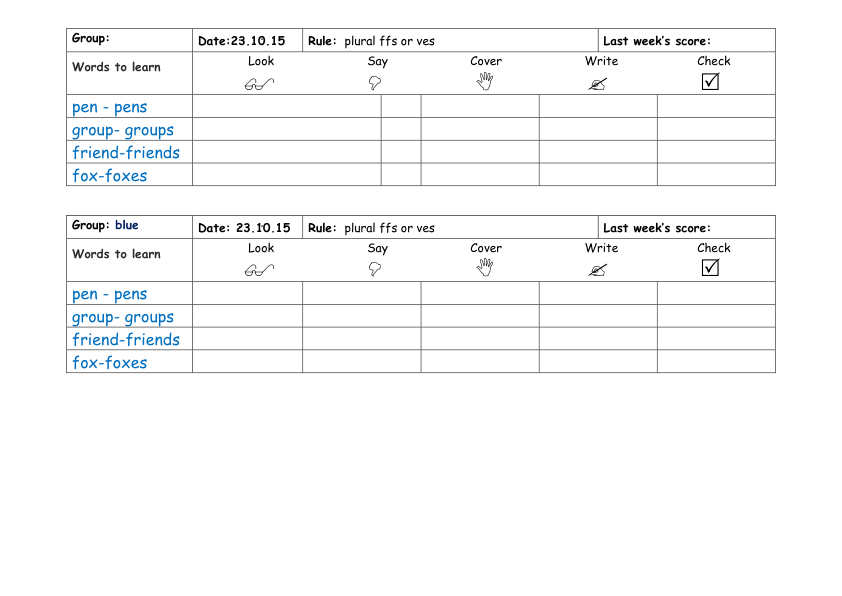 Group: Date:23.10.15 Rule: plural ffs or ves Last week's score:
Words to learn Look Say Cover Write Check
pen - pens
group- groups
friend-friends
fox-foxes
Group: blue Date: 23.10.15 Rule: plural ffs or ves Last week's score:
Words to learn Look Say Cover Write Check
pen - pens
group- groups
friend-friends
fox-foxes